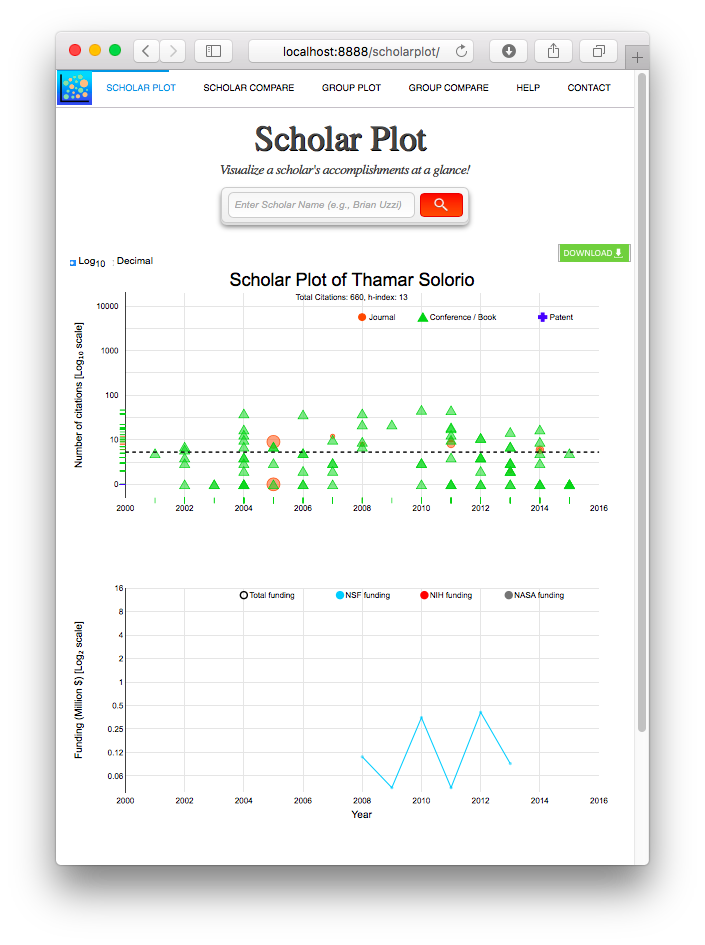 localhost:8888/scholarplot/
SCHOLAR PLOT SCHOLAR COMPARE GROUP PLOT GROUP COMPARE HELP CONTACT
Scholar Plot
Visualize a scholar's accomplishments at a glance!
Enter Scholar Name (e.g., Brian Uzzi)
DOWNLOAD
Log10 Decimal
Scholar Plot of Thamar Solorio
Total Citations: 660, h-index: 13
Journal Conference / Book Patent
Number of citations [Log10 scale]
10000
1000
100
10
0
2000 2002 2004 2006 2008 2010 2012 2014 2016
Total funding NSF funding NIH funding NASA funding
Funding (Million $) [Log2 scale]
16
8
4
2
1
0.5
0.25
0.12
0.06
2000 2002 2004 2006 2008 2010 2012 2014 2016
Year